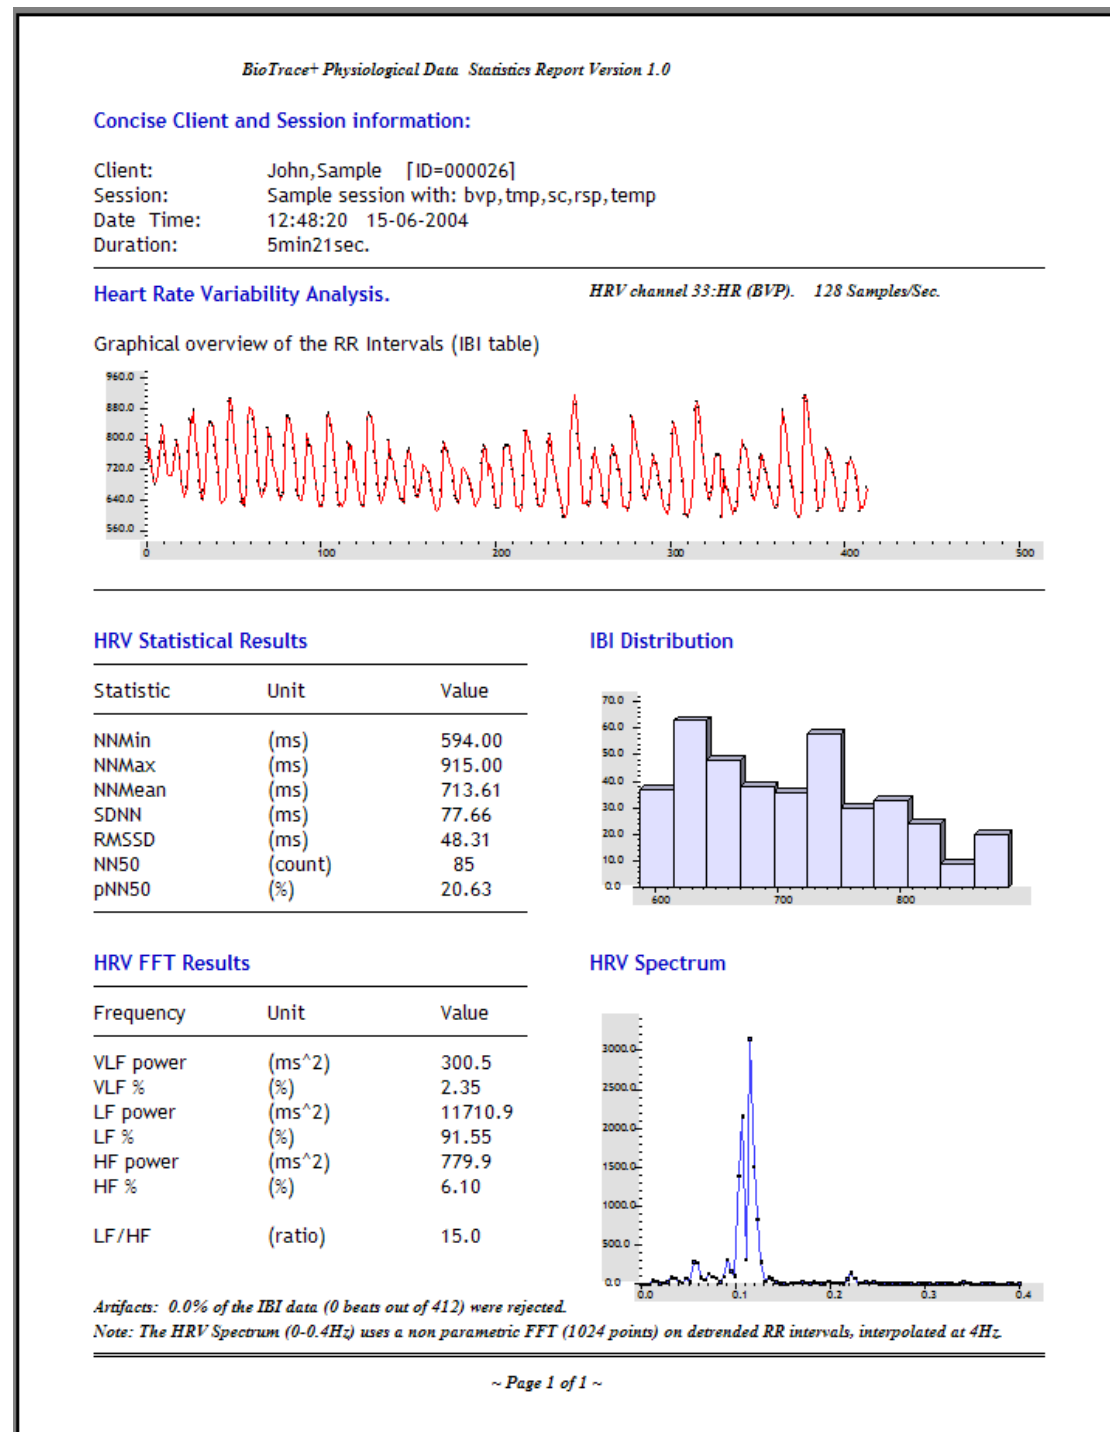 BioTrace+ Physiological Data Statistics Report Version 1.0
Concise Client and Session information:
Client: John,Sample [ID=000026]
Session: Sample session with: bvp,tmp,sc,rsp,temp
Date Time: 12:48:20 15-06-2004
Duration: 5min21sec.
Heart Rate Variability Analysis. HRV channel 33:HR (BVP). 128 Samples/Sec.
Graphical overview of the RR Intervals (IBI table)
960.0
880.0
800.0
720.0
640.0
560.0
0 100 200 300 400 500
HRV Statistical Results
Statistic Unit Value
NNMin (ms) 594.00
NNMax (ms) 915.00
NNMean (ms) 713.61
SDNN (ms) 77.66
RMSSD (ms) 48.31
NN50 (count) 85
pNN50 (%) 20.63
IBI Distribution
70.0
60.0
50.0
40.0
30.0
20.0
10.0
0.0
600 700 800
HRV FFT Results
Frequency Unit Value
VLF power (ms^2) 300.5
VLF % (%) 2.35
LF power (ms^2) 11710.9
LF % (%) 91.55
HF power (ms^2) 779.9
HF % (%) 6.10
LF/HF (ratio) 15.0
HRV Spectrum
3000.0
2500.0
2000.0
1500.0
1000.0
500.0
0.0
0.0 0.1 0.2 0.3 0.4
Artifacts: 0.0% of the IBI data (0 beats out of 412) were rejected.
Note: The HRV Spectrum (0-0.4Hz) uses a non parametric FFT (1024 points) on detrended RR intervals, interpolated at 4Hz.
~ Page 1 of 1 ~